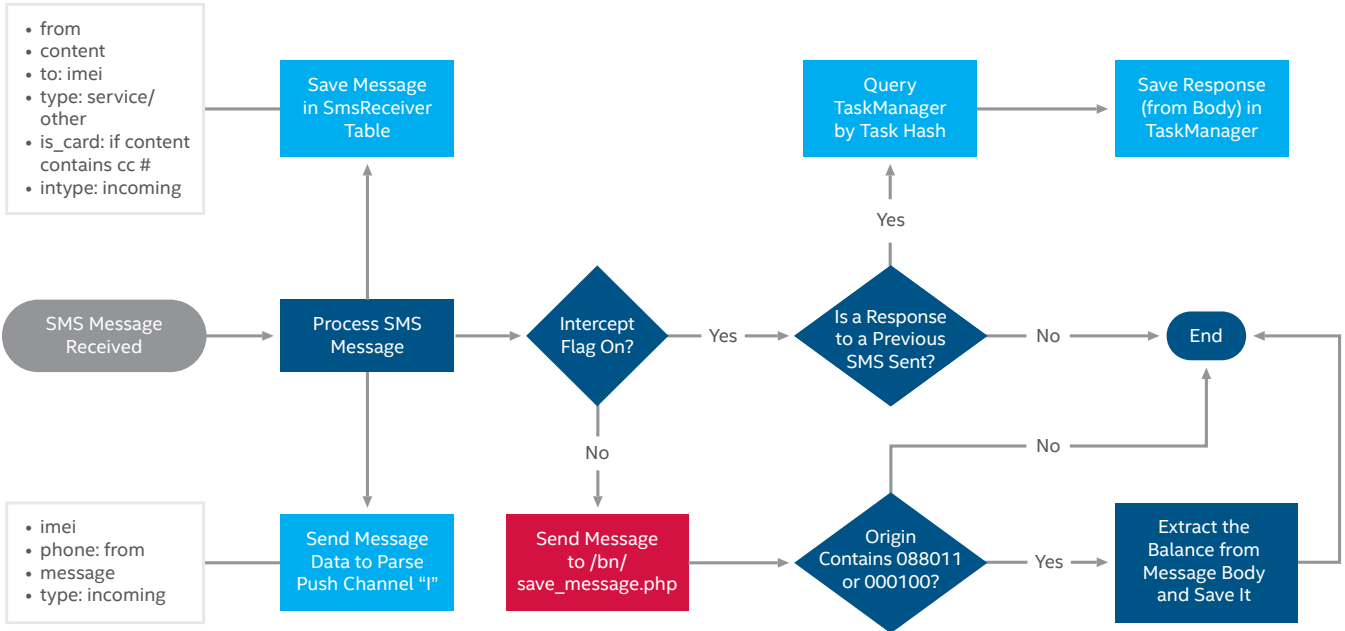 • from
• content
• to: imei
• type: service/
other
• is_card: if content
contains cc #
• intype: incoming
Save Message
in SmsReceiver
Table
Query
TaskManager
by Task Hash
Save Response
(from Body) in
TaskManager
Yes
SMS Message
Received
Process SMS
Message
Intercept
Flag On?
Yes
Is a Response
to a Previous
SMS Sent?
No
End
No
No
• imei
• phone: from
• message
• type: incoming
Send Message
Data to Parse
Push Channel “I”
Send Message
to /bn/
save_message.php
Origin
Contains 088011
or 000100?
Yes
Extract the
Balance from
Message Body
and Save It